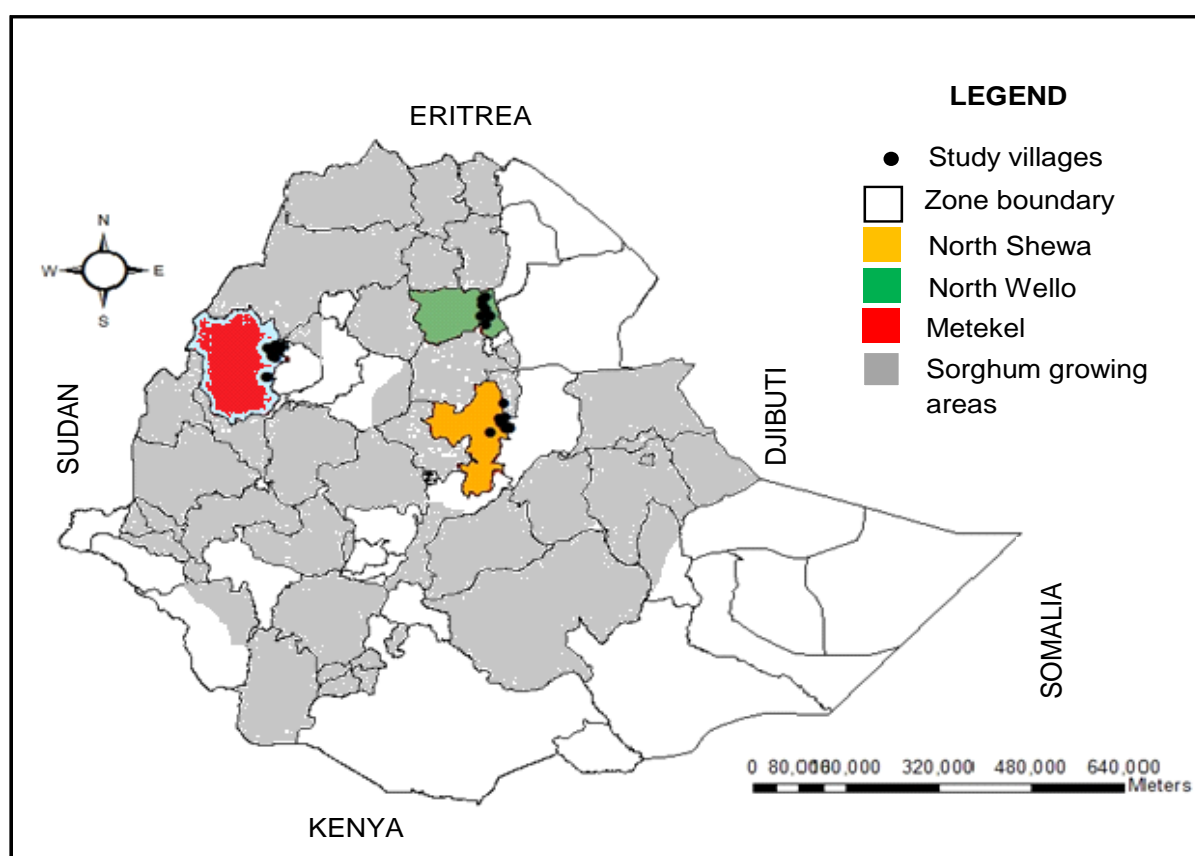 LEGEND
ERITREA
Study villages
Zone boundary
North Shewa
North Wello
Metekel
Sorghum growing
areas
N
W
E
S
SUDAN
DJIBUTI
SOMALIA
KENYA
0 80,000160,000 320,000 480,000 640,000
Meters